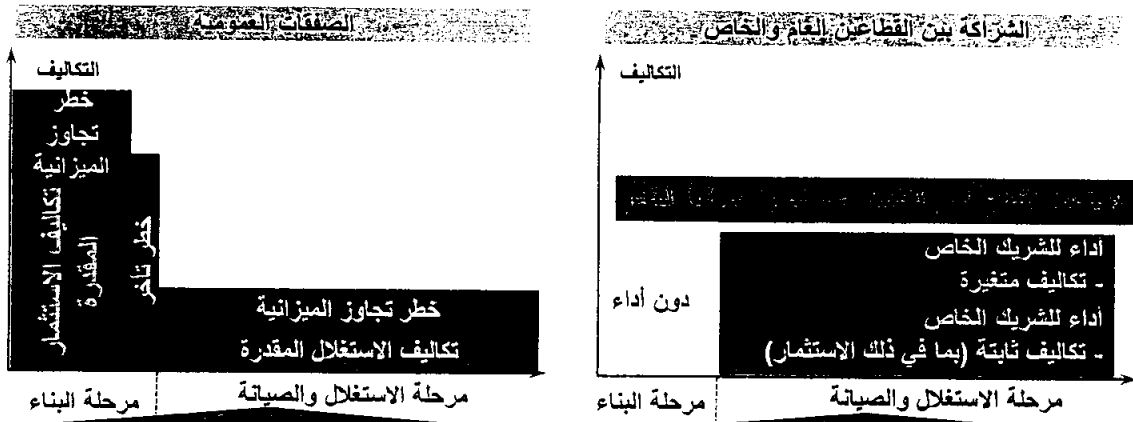 الشراكة بين القطاعين العام والخاص
التكاليف
أداء للشريك الخاص
- تكاليف متغيرة
أداء للشريك الخاص
- تكاليف ثابتة (بما في ذلك الاستثمار)
دون أداء
مرحلة البناء
مرحلة الاستغلال والصيانة
الصفقات العمومية
التكاليف
خطر
تجاوز
الميزانية
تكاليف الاستثمار
المقدرة
خطر تأخر
خطر تجاوز الميزانية
تكاليف الاستغلال المقدرة
مرحلة البناء
مرحلة الاستغلال والصيانة